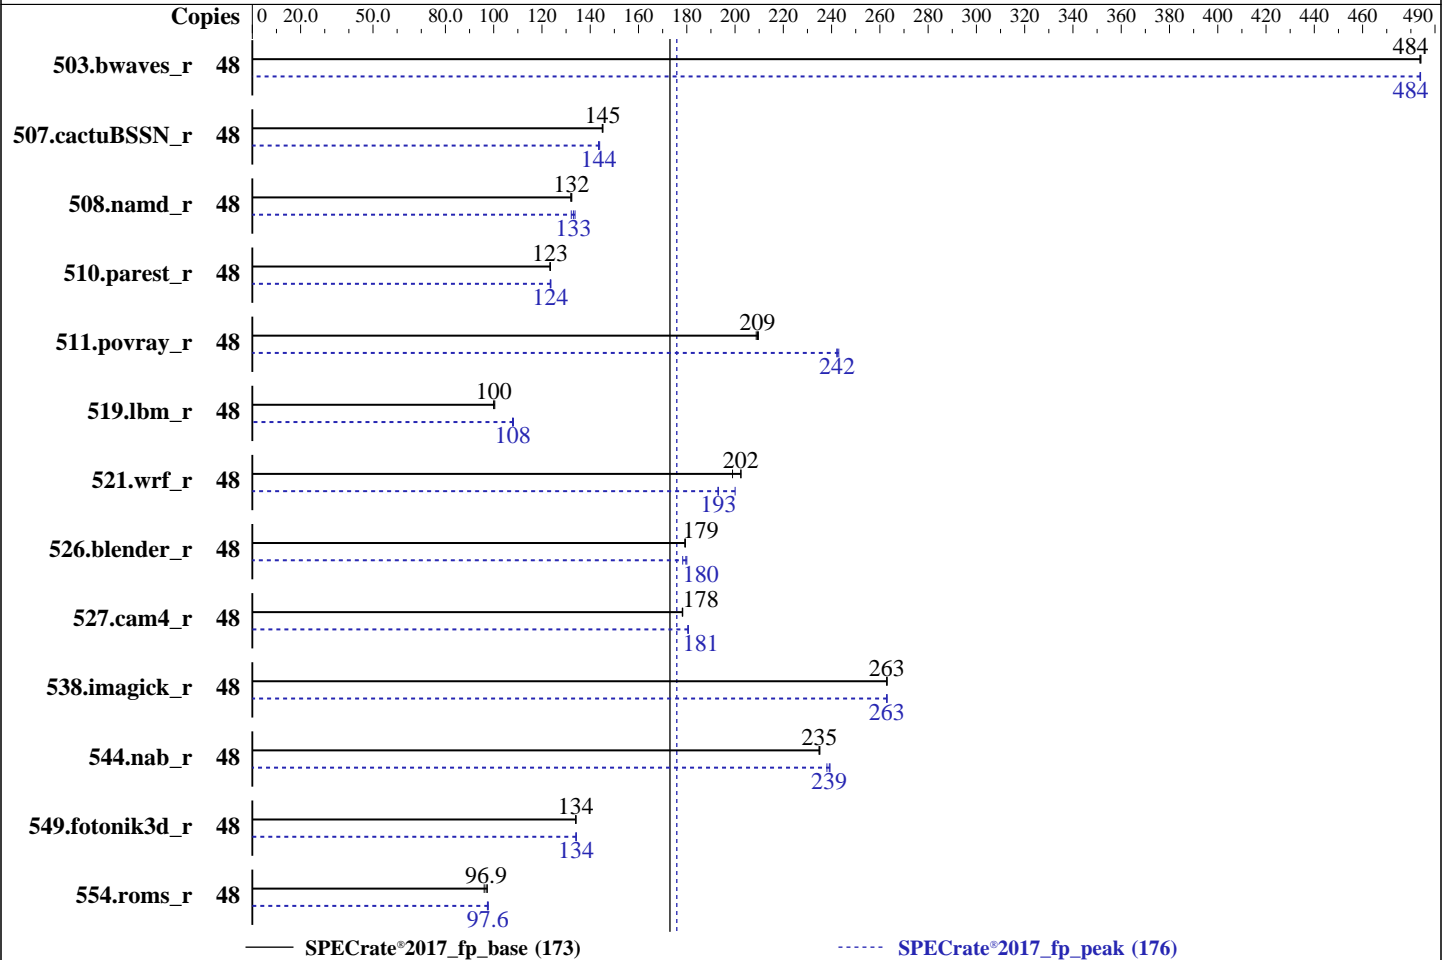 Copies 0 20.0 50.0 80.0 100 120 140 160 180 200 220 240 260 280 300 320 340 360 380 400 420 440 460 490
484
503.bwaves_r 48
484
145
507.cactuBSSN_r 48
144
132
508.namd_r 48
133
123
510.parest_r 48
124
209
511.povray_r 48
242
100
519.lbm_r 48
108
202
521.wrf_r 48
193
179
526.blender_r 48
180
178
527.cam4_r 48
181
263
538.imagick_r 48
263
235
544.nab_r 48
239
134
549.fotonik3d_r 48
134
96.9
554.roms_r 48
97.6
SPECrate®2017_fp_base (173) SPECrate®2017_fp_peak (176)